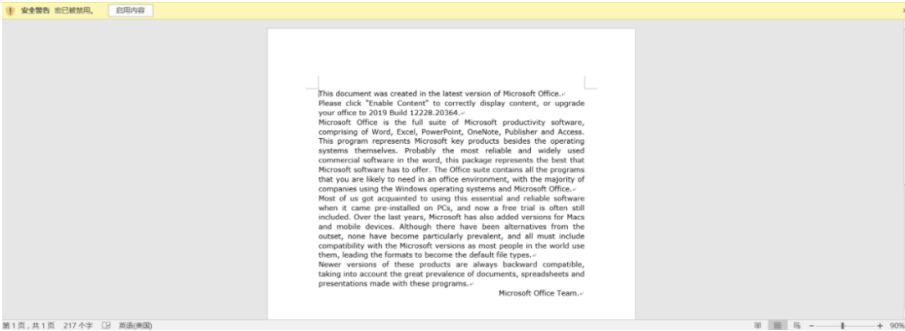 安全警告 宏已被禁用。 启用内容
This document was created in the latest version of Microsoft Office.
Please click "Enable Content" to correctly display content, or upgrade
your office to 2019 Build 12228.20364.
Microsoft Office is the full suite of Microsoft productivity software,
comprising of Word, Excel, PowerPoint, OneNote, Publisher and Access.
This program represents Microsoft key products besides the operating
systems themselves. Probably the most reliable and widely used
commercial software in the word, this package represents the best that
Microsoft software has to offer. The Office suite contains all the programs
that you are likely to need in an office environment, with the majority of
companies using the Windows operating systems and Microsoft Office.
Most of us got acquainted to using this essential and reliable software
when it came pre-installed on PCs, and now a free trial is often still
included. Over the last years, Microsoft has also added versions for Macs
and mobile devices. Although there have been alternatives from the
outset, none have become particularly prevalent, and all must include
compatibility with the Microsoft versions as most people in the world use
them, leading the formats to become the default file types.
Newer versions of these products are always backward compatible,
taking into account the great prevalence of documents, spreadsheets and
presentations made with these programs.
Microsoft Office Team.
第 1 页，共 1 页 217 个字 英语(美国) 90%